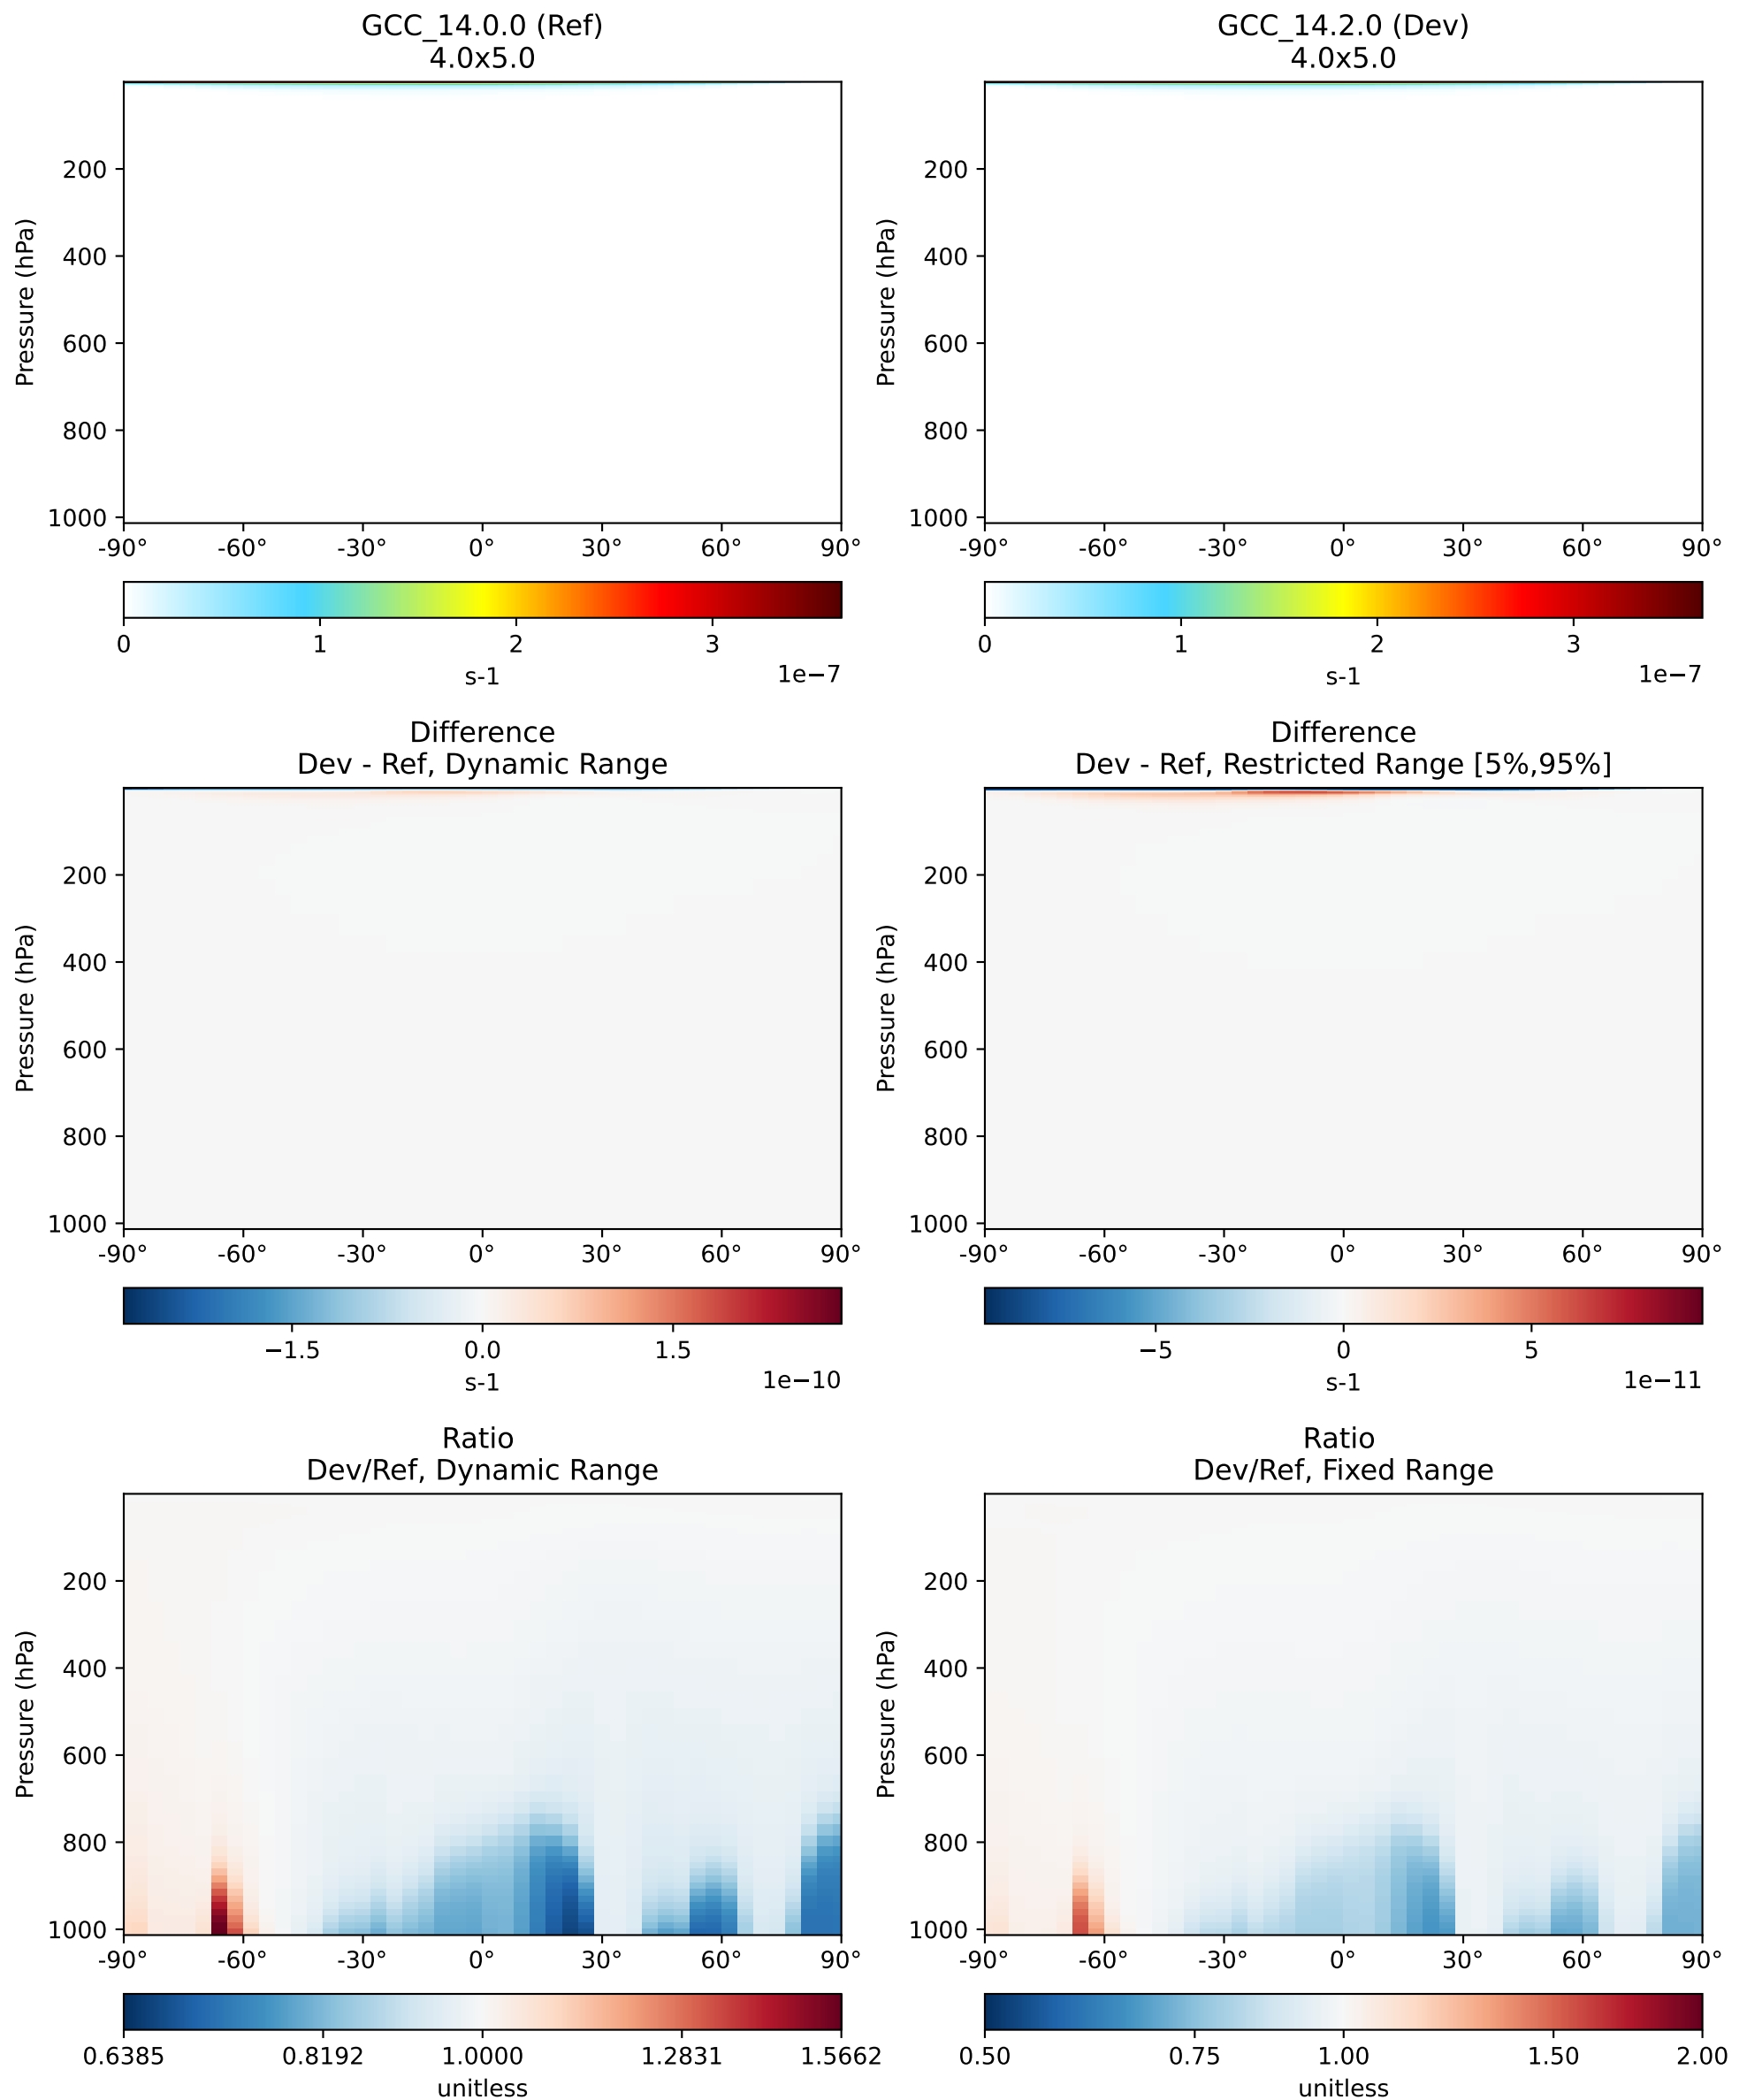 GCC_14.0.0 (Ref)
4.0x5.0
Pressure (hPa)
200
400
600
800
1000
-90° -60° -30° 0° 30° 60° 90°
0 1 2 3
s-1
1e−7
GCC_14.2.0 (Dev)
4.0x5.0
Pressure (hPa)
200
400
600
800
1000
-90° -60° -30° 0° 30° 60° 90°
0 1 2 3
s-1
1e−7
Difference
Dev - Ref, Dynamic Range
Pressure (hPa)
200
400
600
800
1000
-90° -60° -30° 0° 30° 60° 90°
−1.5 0.0 1.5
s-1
1e−10
Difference
Dev - Ref, Restricted Range [5%,95%]
Pressure (hPa)
200
400
600
800
1000
-90° -60° -30° 0° 30° 60° 90°
−5 0 5
s-1
1e−11
Ratio
Dev/Ref, Dynamic Range
Pressure (hPa)
200
400
600
800
1000
-90° -60° -30° 0° 30° 60° 90°
0.6385 0.8192 1.0000 1.2831 1.5662
unitless
Ratio
Dev/Ref, Fixed Range
Pressure (hPa)
200
400
600
800
1000
-90° -60° -30° 0° 30° 60° 90°
0.50 0.75 1.00 1.50 2.00
unitless